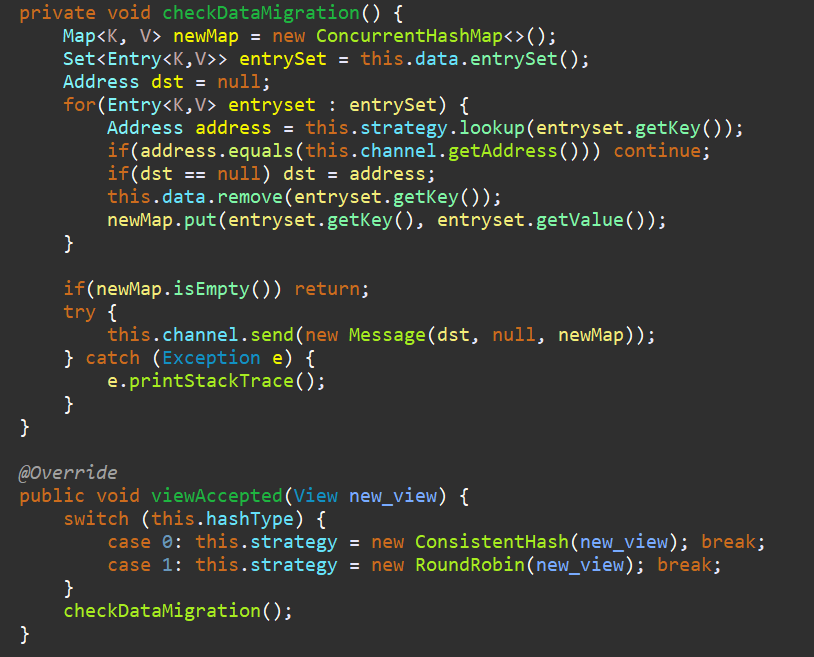 private void checkDataMigration() {
    Map<K, V> newMap = new ConcurrentHashMap<>();
    Set<Entry<K,V>> entrySet = this.data.entrySet();
    Address dst = null;
    for(Entry<K,V> entryset : entrySet) {
        Address address = this.strategy.lookup(entryset.getKey());
        if(address.equals(this.channel.getAddress())) continue;
        if(dst == null) dst = address;
        this.data.remove(entryset.getKey());
        newMap.put(entryset.getKey(), entryset.getValue());
    }

    if(newMap.isEmpty()) return;
    try {
        this.channel.send(new Message(dst, null, newMap));
    } catch (Exception e) {
        e.printStackTrace();
    }
}

@Override
public void viewAccepted(View new_view) {
    switch (this.hashType) {
        case 0: this.strategy = new ConsistentHash(new_view); break;
        case 1: this.strategy = new RoundRobin(new_view); break;
    }
    checkDataMigration();
}